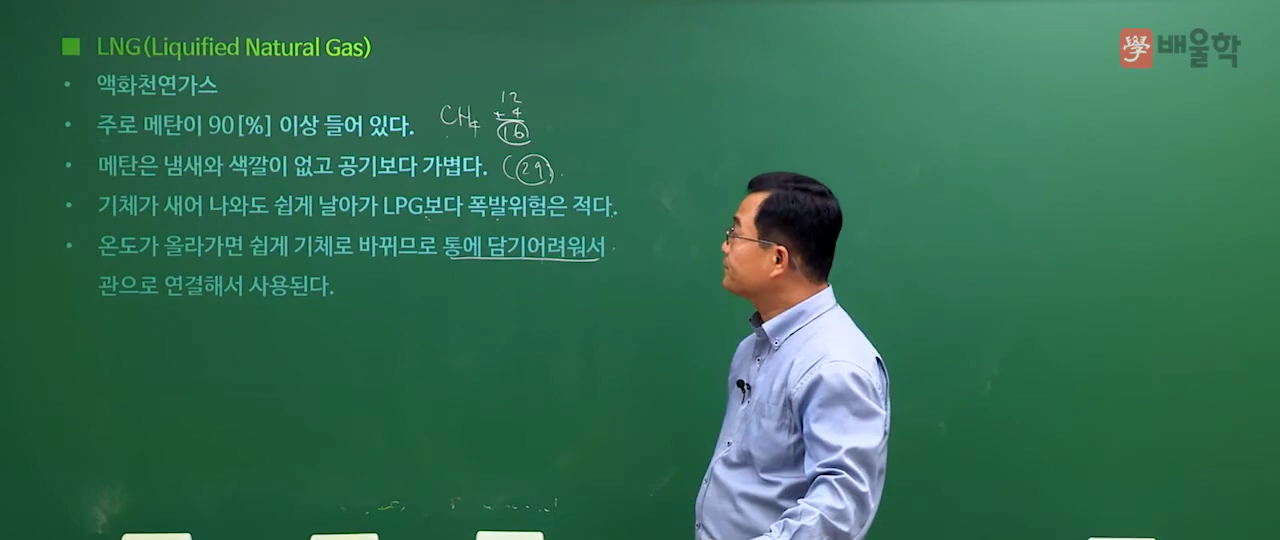 學 배울학
■ LNG(Liquified Natural Gas)
• 액화천연가스
12
• 주로 메탄이 90[%] 이상 들어 있다. CH4 + 4
16
• 메탄은 냄새와 색깔이 없고 공기보다 가볍다. (29).
• 기체가 새어 나와도 쉽게 날아가 LPG보다 폭발위험은 적다.
• 온도가 올라가면 쉽게 기체로 바뀌므로 통에 담기어려워서
관으로 연결해서 사용된다.